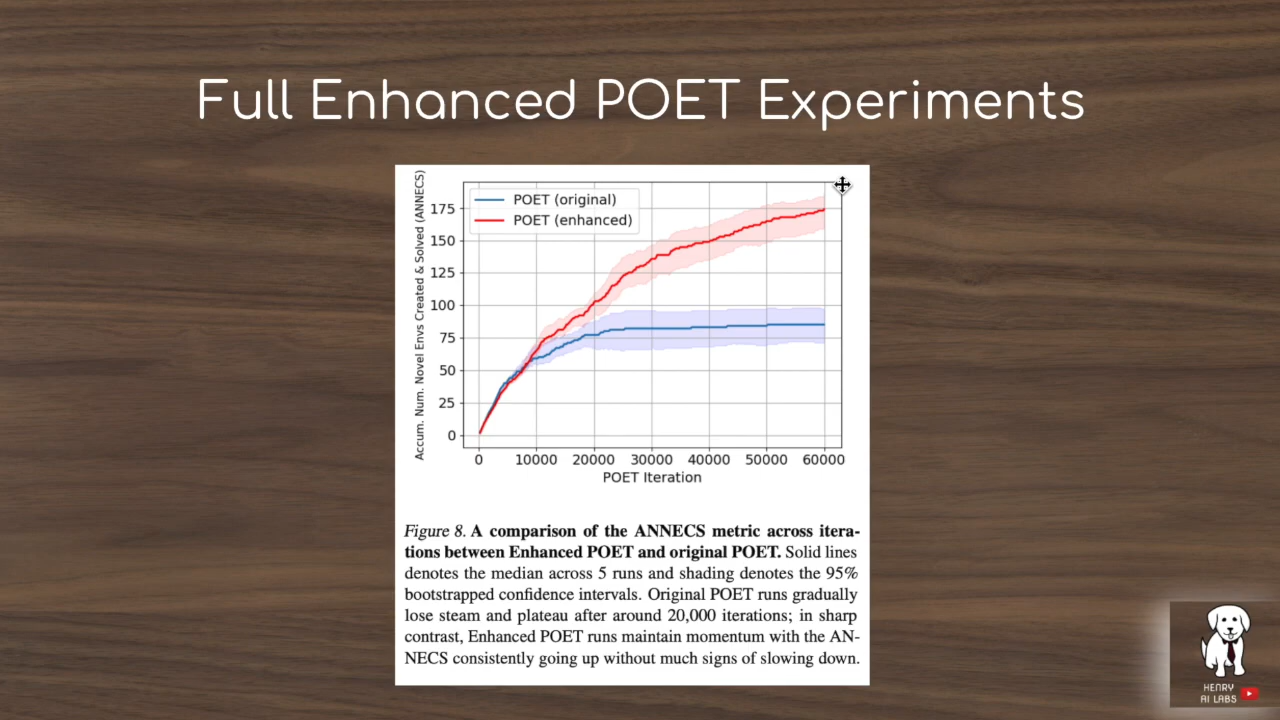 Full Enhanced POET Experiments
Accum. Num. Novel Envs Created & Solved (ANNECS)
POET (original)
POET (enhanced)
175
150
125
100
75
50
25
0
0 10000 20000 30000 40000 50000 60000
POET Iteration
Figure 8. A comparison of the ANNECS metric across itera-
tions between Enhanced POET and original POET. Solid lines
denotes the median across 5 runs and shading denotes the 95%
bootstrapped confidence intervals. Original POET runs gradually
lose steam and plateau after around 20,000 iterations; in sharp
contrast, Enhanced POET runs maintain momentum with the AN-
NECS consistently going up without much signs of slowing down.
HENRY
AI LABS